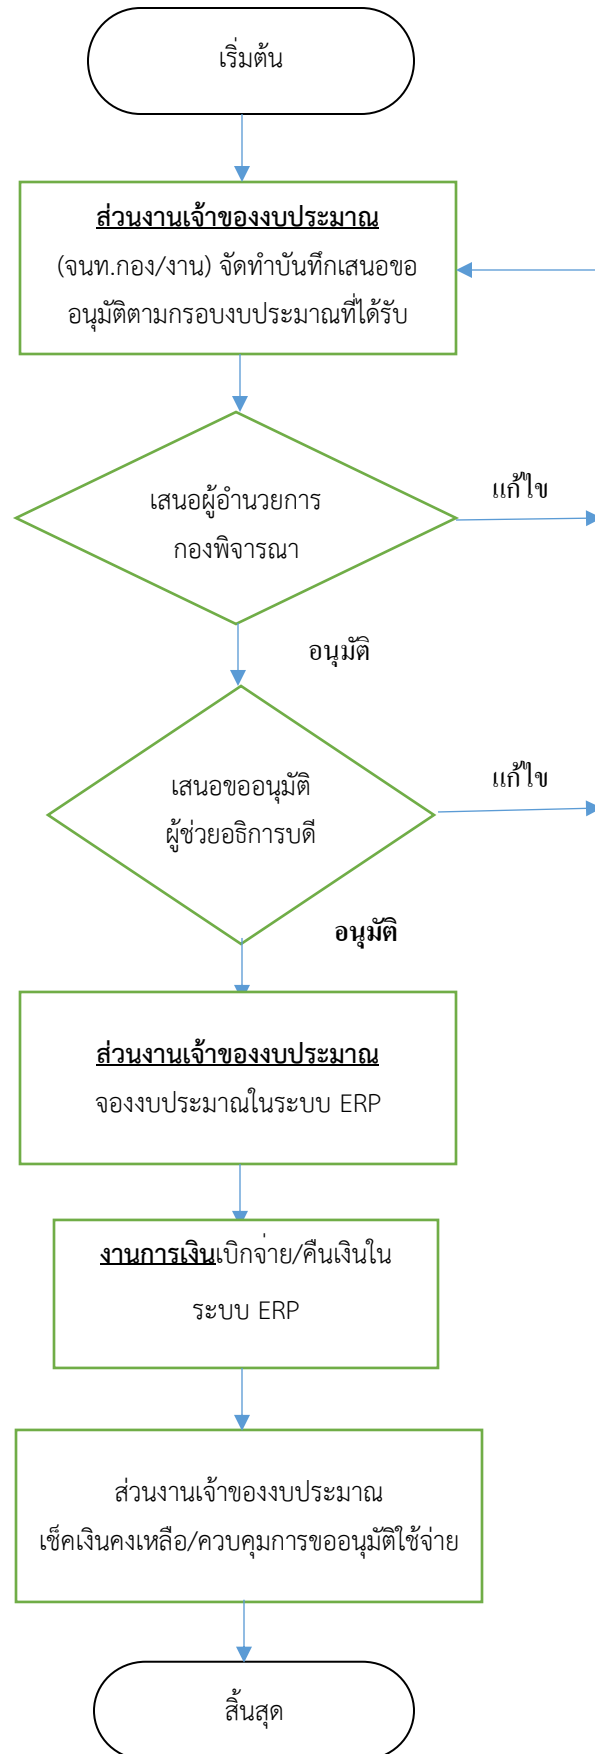 เริ่มต้น
ส่วนงานเจ้าของงบประมาณ
(จนท.กอง/งาน) จัดทำบันทึกเสนอขอ
อนุมัติตามกรอบงบประมาณที่ได้รับ
เสนอผู้อำนวยการ
กองพิจารณา
แก้ไข
อนุมัติ
เสนอขออนุมัติ
ผู้ช่วยอธิการบดี
แก้ไข
อนุมัติ
ส่วนงานเจ้าของงบประมาณ
จองงบประมาณในระบบ ERP
งานการเงินเบิกจ่าย/คืนเงินใน
ระบบ ERP
ส่วนงานเจ้าของงบประมาณ
เช็คเงินคงเหลือ/ควบคุมการขออนุมัติใช้จ่าย
สิ้นสุด